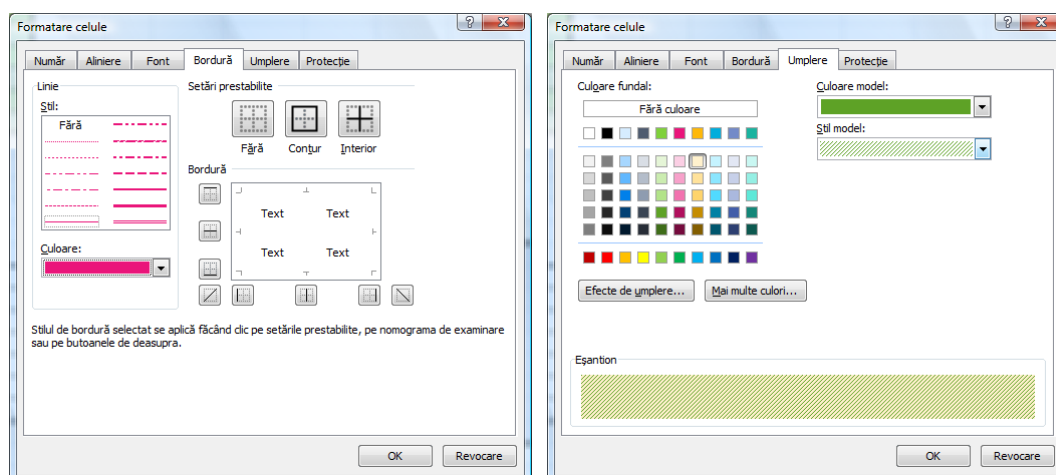 Formatare celule
Număr Aliniere Font Bordură Umplere Protecție
Linie
Stil:
Fără
Culoare:
Setări prestabilite
Fără Contur Interior
Bordură
Text Text
Text Text
Stilul de bordură selectat se aplică făcând clic pe setările prestabilite, pe nomograma de examinare
sau pe butoanele de deasupra.
OK Revocare
Formatare celule
Număr Aliniere Font Bordură Umplere Protecție
Culoare fundal:
Fără culoare
Efecte de umplere... Mai multe culori...
Culoare model:
Stil model:
Eșantion
OK Revocare